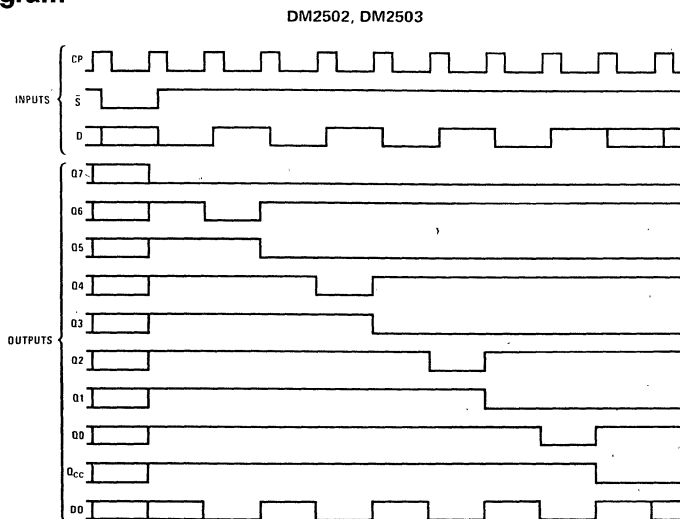 DM2502, DM2503
CP
INPUTS
S̄
D
Q7
Q6
Q5
Q4
Q3
OUTPUTS
Q2
Q1
Q0
QCC
DO